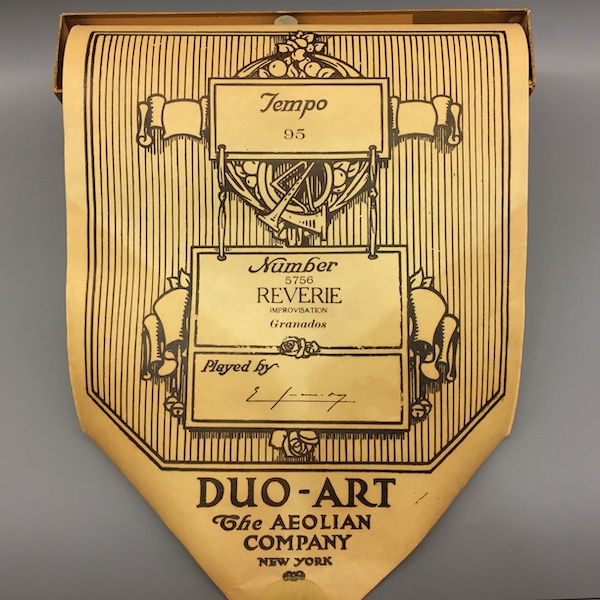 Tempo
95
Number
5756
REVERIE
IMPROVISATION
Granados
Played by
DUO-ART
The AEOLIAN
COMPANY
NEW YORK